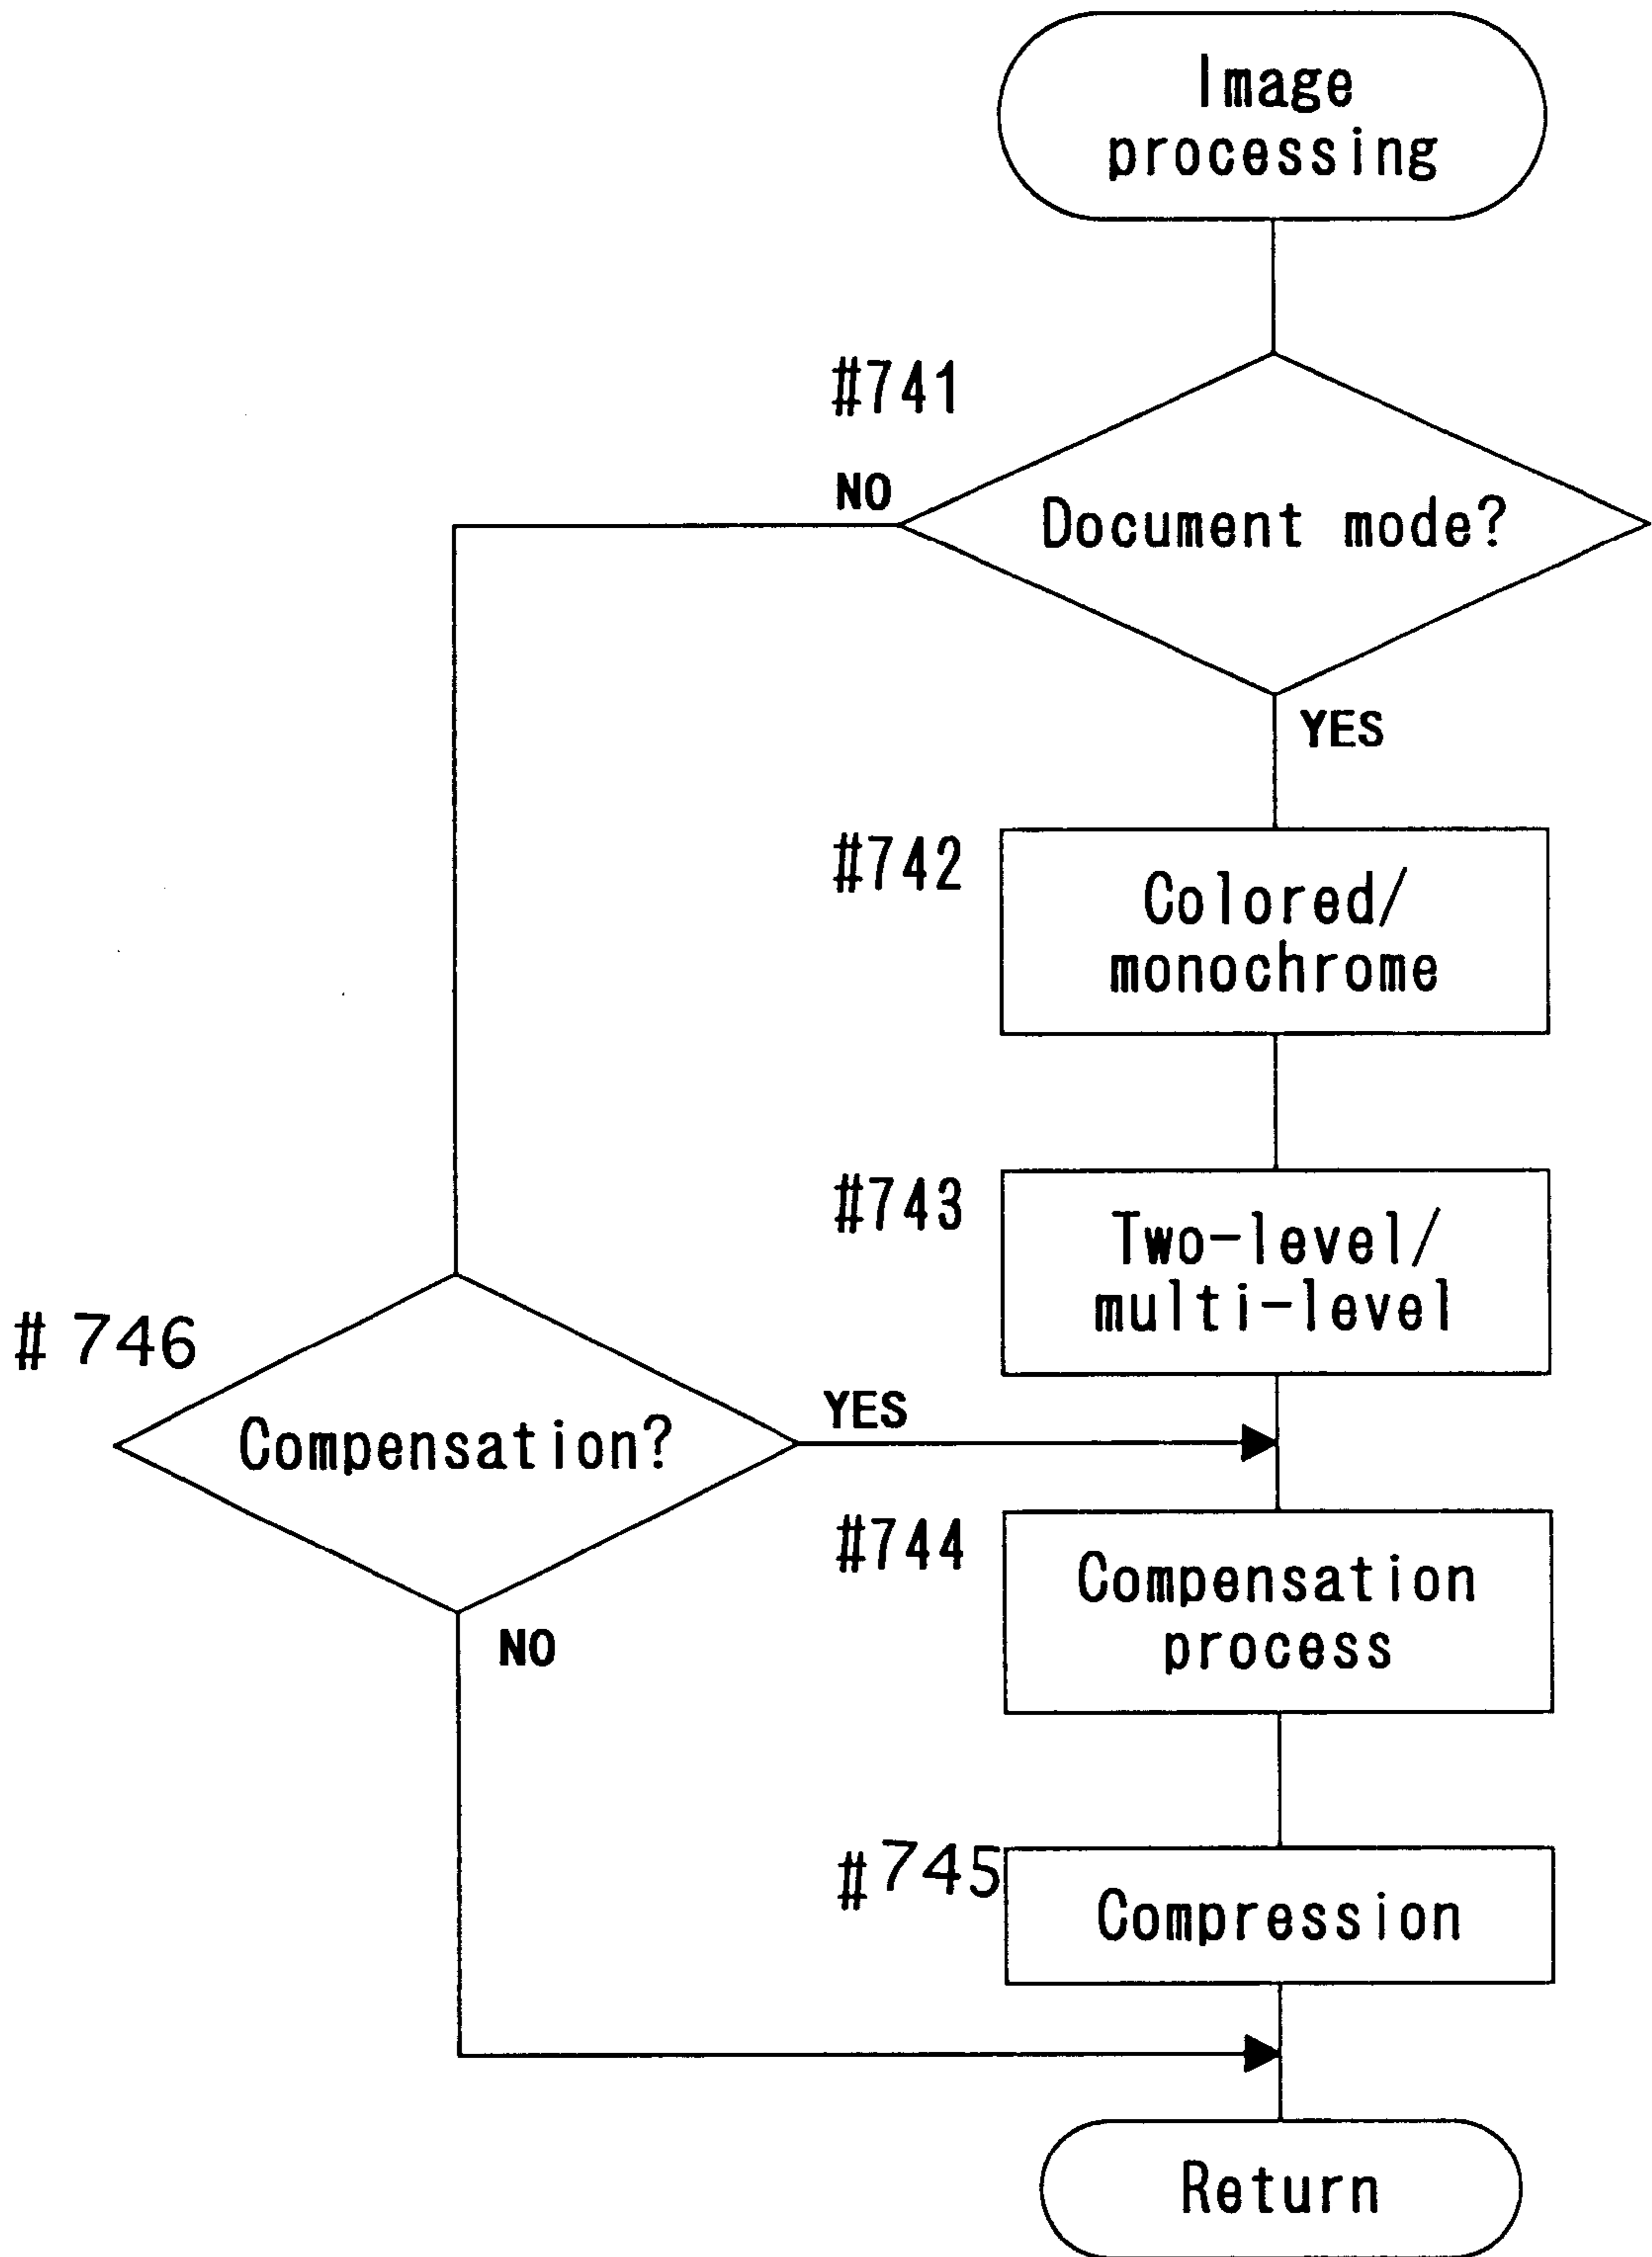 Image
processing
#741
NO
Document mode?
YES
#742
Colored/
monochrome
#743
Two-level/
multi-level
#746
Compensation?
YES
NO
#744
Compensation
process
#745
Compression
Return